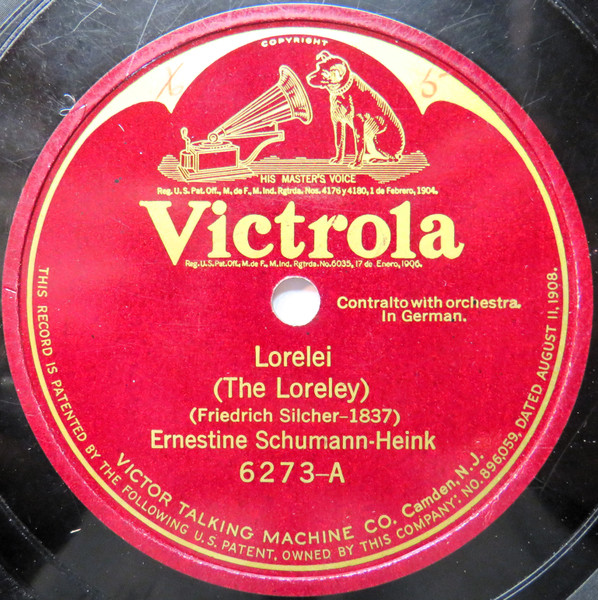 COPYRIGHT
X
5-
HIS MASTER'S VOICE
Reg. U. S. Pat. Off., M. de F., M. Ind. Rgtrda. Nos. 4176 y 4180, 1 de Febrero, 1904.
Victrola
Reg. U.S. Pat. Off., M. de F., M. Ind. Rgtrda. No. 6035, 17 de Enero, 1906.
Contralto with orchestra.
In German.
Lorelei
(The Loreley)
(Friedrich Silcher–1837)
Ernestine Schumann-Heink
6273–A
VICTOR TALKING MACHINE CO. Camden, N.J.
THIS RECORD IS PATENTED BY THE FOLLOWING U.S. PATENT, OWNED BY THIS COMPANY: NO. 896,059, DATED AUGUST 11, 1908.